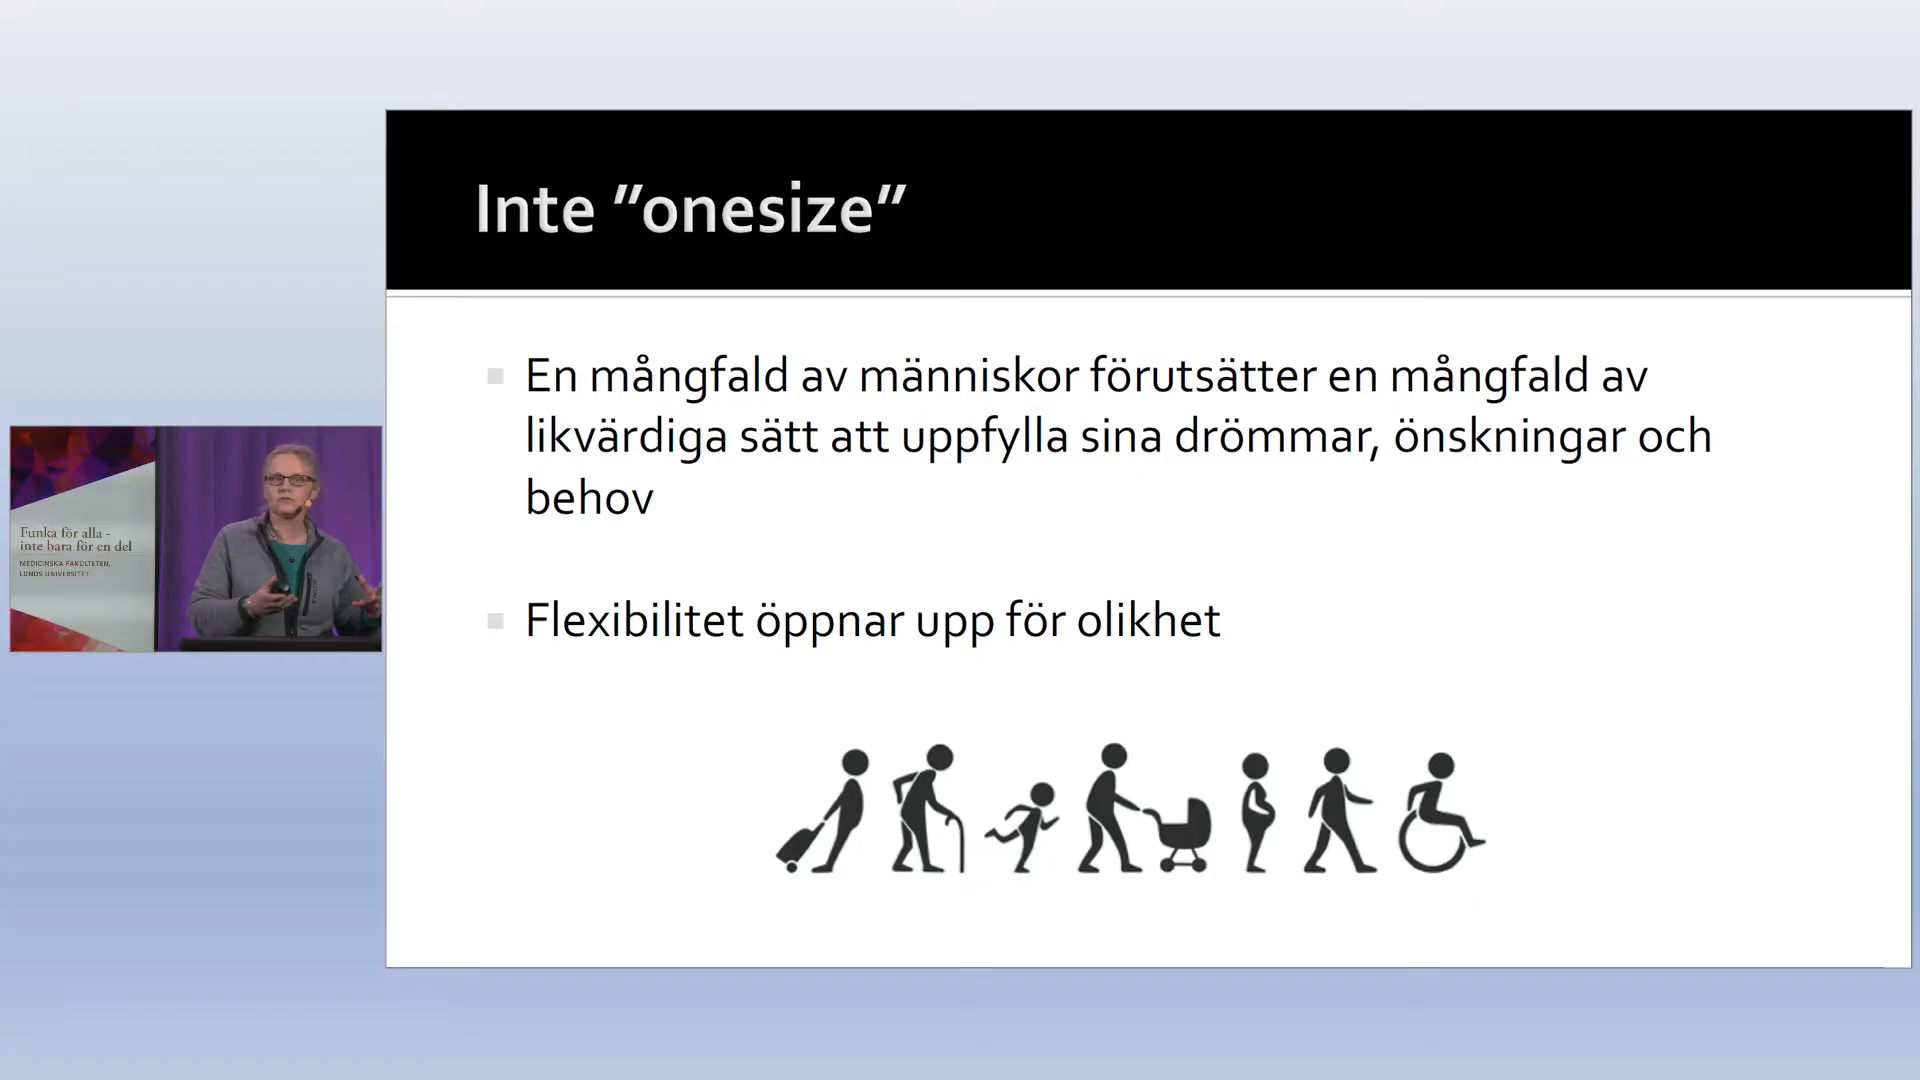 Inte ”onesize”
En mångfald av människor förutsätter en mångfald av
likvärdiga sätt att uppfylla sina drömmar, önskningar och
behov
Flexibilitet öppnar upp för olikhet
Funka för alla -
inte bara för en del
MEDICINSKA FAKULTETEN,
LUNDS UNIVERSITET